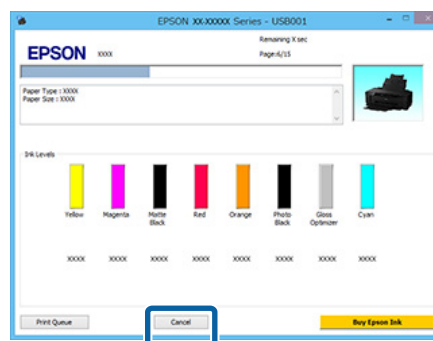 EPSON XX-XXXXX Series - USB001
EPSON XXXX
Remaining X sec
Page:6/15
Paper Type : XXXX
Paper Size : XXXX
Ink Levels
Yellow Magenta Matte Black Red Orange Photo Black Gloss Optimizer Cyan
XXXX XXXX XXXX XXXX XXXX XXXX XXXX XXXX
Print Queue Cancel Buy Epson Ink